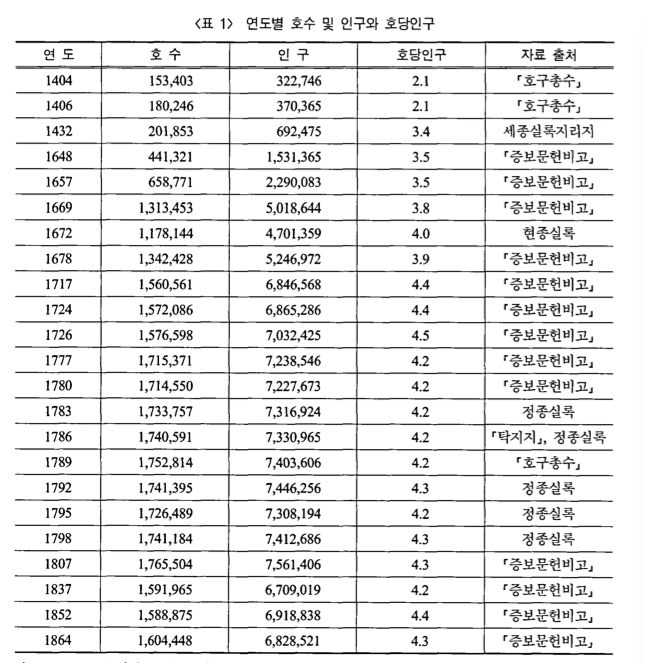 <표 1> 연도별 호수 및 인구와 호당인구
연 도 호 수 인 구 호당인구 자료 출처
1404 153,403 322,746 2.1 「호구총수」
1406 180,246 370,365 2.1 「호구총수」
1432 201,853 692,475 3.4 세종실록지리지
1648 441,321 1,531,365 3.5 「증보문헌비고」
1657 658,771 2,290,083 3.5 「증보문헌비고」
1669 1,313,453 5,018,644 3.8 「증보문헌비고」
1672 1,178,144 4,701,359 4.0 현종실록
1678 1,342,428 5,246,972 3.9 「증보문헌비고」
1717 1,560,561 6,846,568 4.4 「증보문헌비고」
1724 1,572,086 6,865,286 4.4 「증보문헌비고」
1726 1,576,598 7,032,425 4.5 「증보문헌비고」
1777 1,715,371 7,238,546 4.2 「증보문헌비고」
1780 1,714,550 7,227,673 4.2 「증보문헌비고」
1783 1,733,757 7,316,924 4.2 정종실록
1786 1,740,591 7,330,965 4.2 「탁지지」, 정종실록
1789 1,752,814 7,403,606 4.2 「호구총수」
1792 1,741,395 7,446,256 4.3 정종실록
1795 1,726,489 7,308,194 4.2 정종실록
1798 1,741,184 7,412,686 4.3 정종실록
1807 1,765,504 7,561,406 4.3 「증보문헌비고」
1837 1,591,965 6,709,019 4.2 「증보문헌비고」
1852 1,588,875 6,918,838 4.4 「증보문헌비고」
1864 1,604,448 6,828,521 4.3 「증보문헌비고」